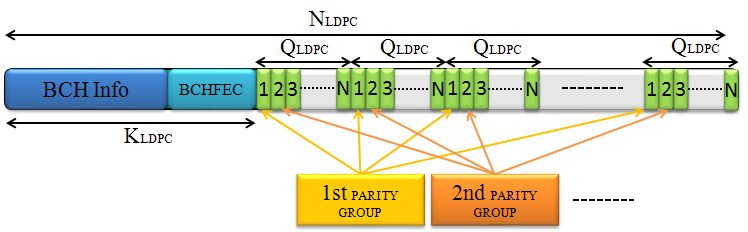 NLDPC
QLDPC QLDPC QLDPC QLDPC
BCH Info BCHFEC 1 2 3 N 1 2 3 N 1 2 3 N 1 2 3 N
KLDPC
1st PARITY GROUP
2nd PARITY GROUP